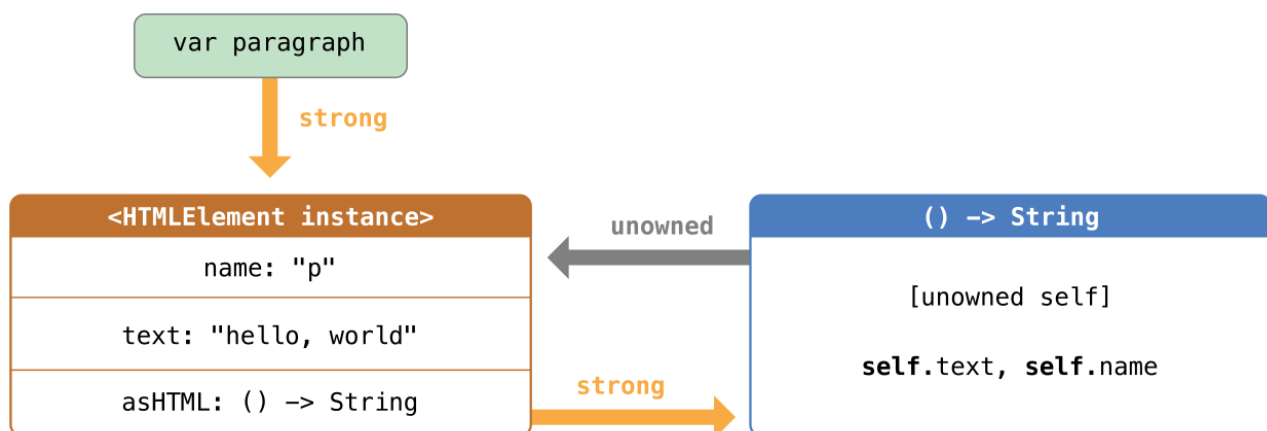 var paragraph
strong
<HTMLElement instance>
name: "p"
text: "hello, world"
asHTML: () -> String
unowned
strong
() -> String
[unowned self]
self.text, self.name